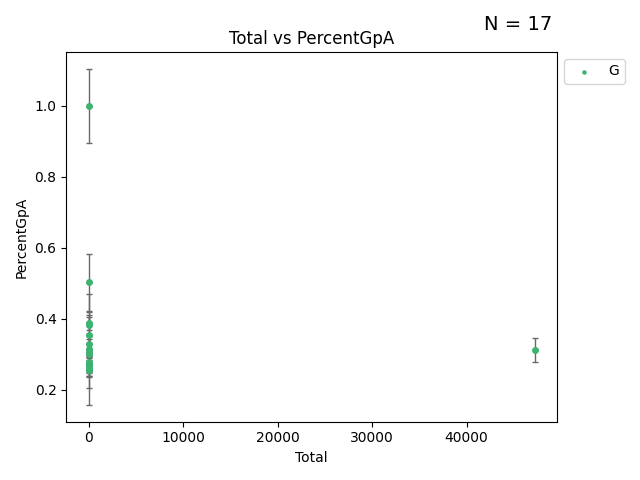 N = 17
Total vs PercentGpA
G
1.0
0.8
0.6
0.4
0.2
PercentGpA
0 10000 20000 30000 40000
Total